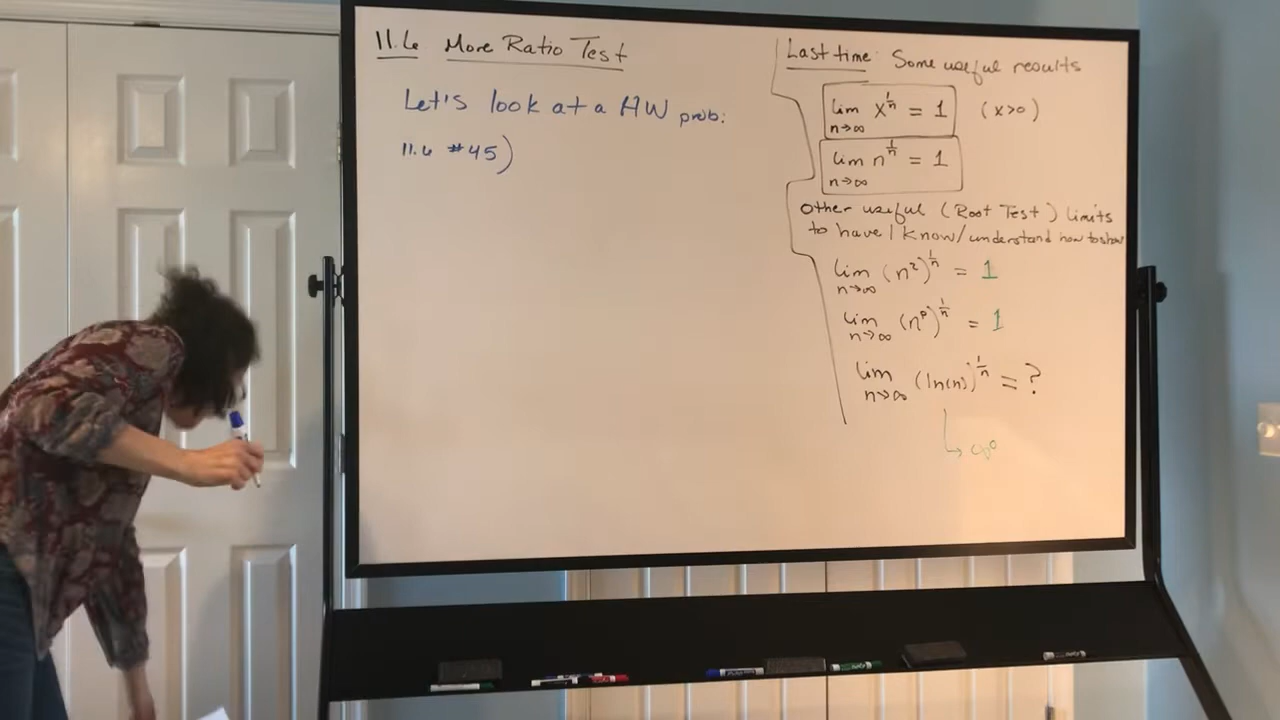 11.6 More Ratio Test
Let's look at a HW prob:
11.6 #45)
Last time: Some useful results
lim n→∞ x^(1/n) = 1 (x>0)
lim n→∞ n^(1/n) = 1
Other useful (Root Test) limits
to have/know/understand how to show
lim n→∞ (n²)^(1/n) = 1
lim n→∞ (n^p)^(1/n) = 1
lim n→∞ (ln(n))^(1/n) = ?
↳ ∞⁰